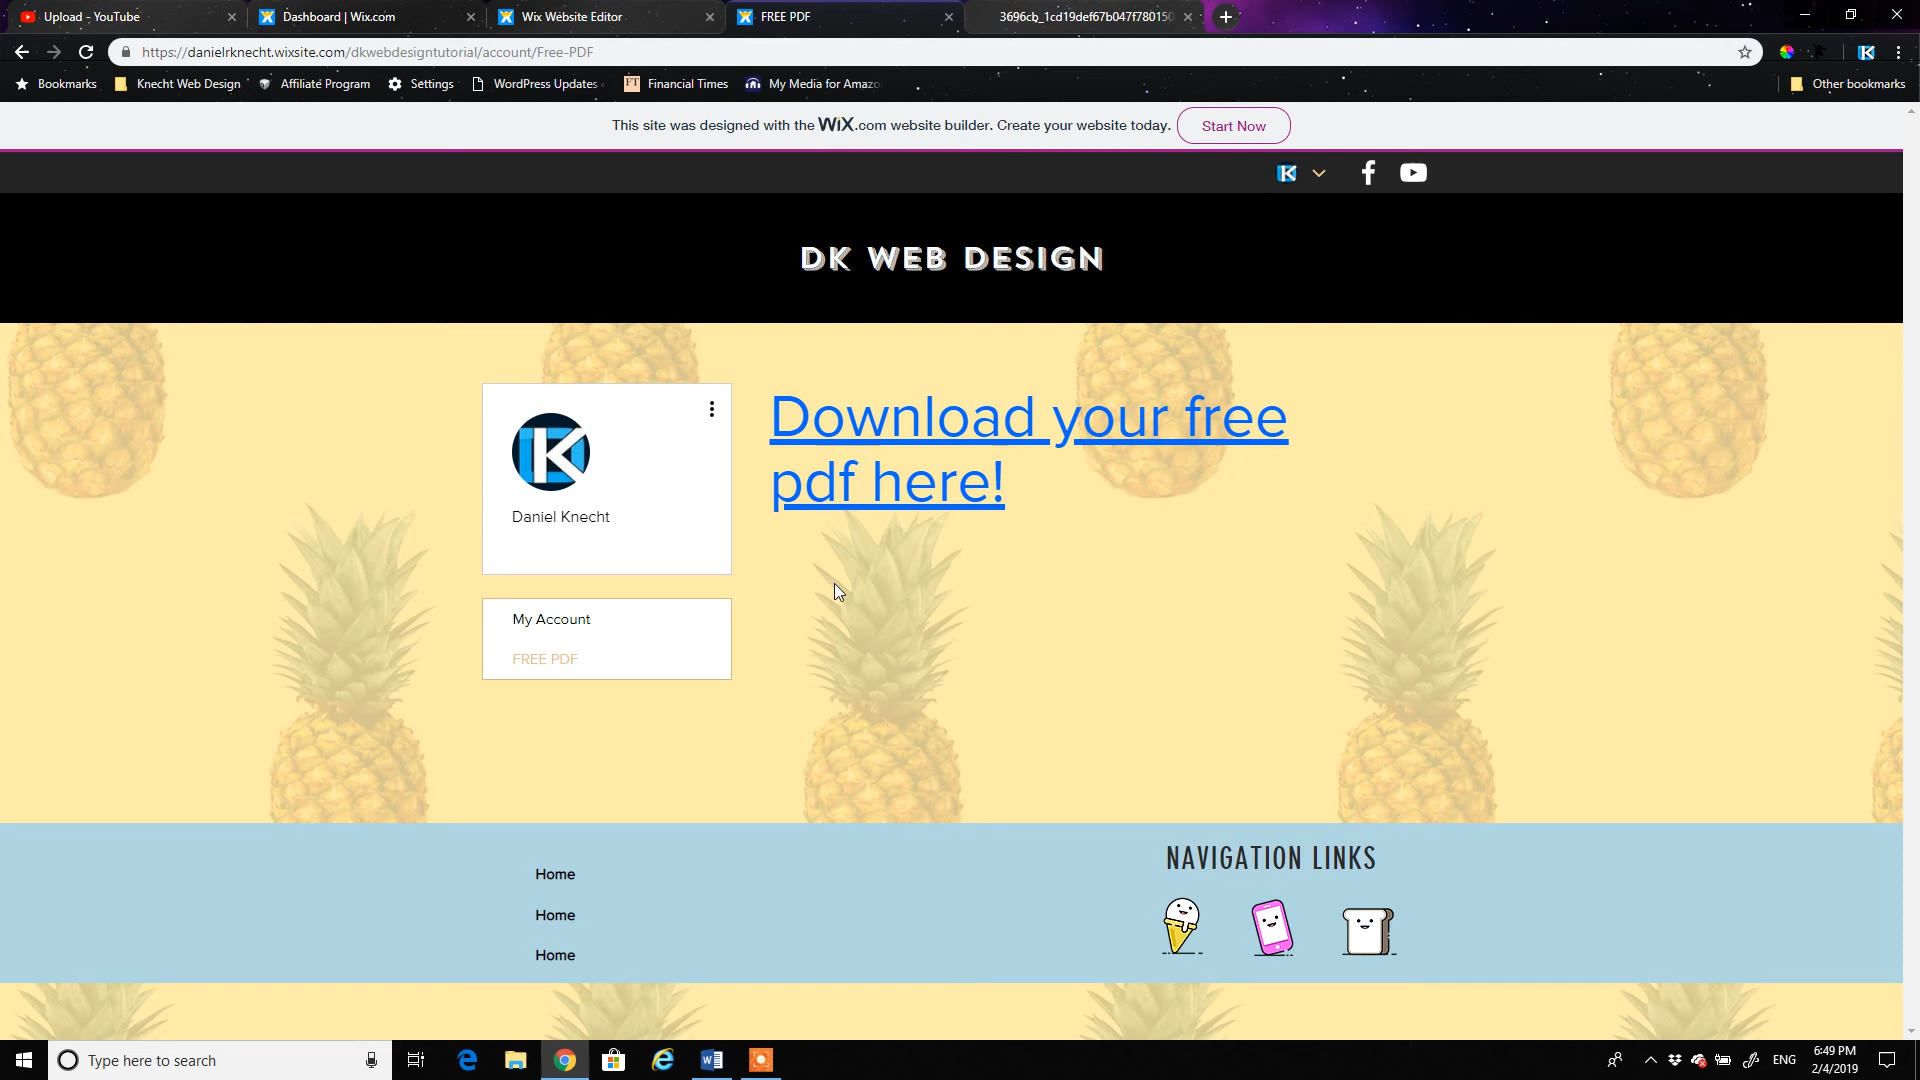 Upload - YouTube
Dashboard | Wix.com
Wix Website Editor
FREE PDF
3696cb_1cd19def67b047f780150
https://danielrknecht.wixsite.com/dkwebdesigntutorial/account/Free-PDF
Bookmarks
Knecht Web Design
Affiliate Program
Settings
WordPress Updates
FT
Financial Times
My Media for Amazo
Other bookmarks
This site was designed with the WiX.com website builder. Create your website today.
Start Now
DK WEB DESIGN
Download your free
pdf here!
Daniel Knecht
My Account
FREE PDF
Home
Home
Home
NAVIGATION LINKS
Type here to search
ENG
6:49 PM
2/4/2019